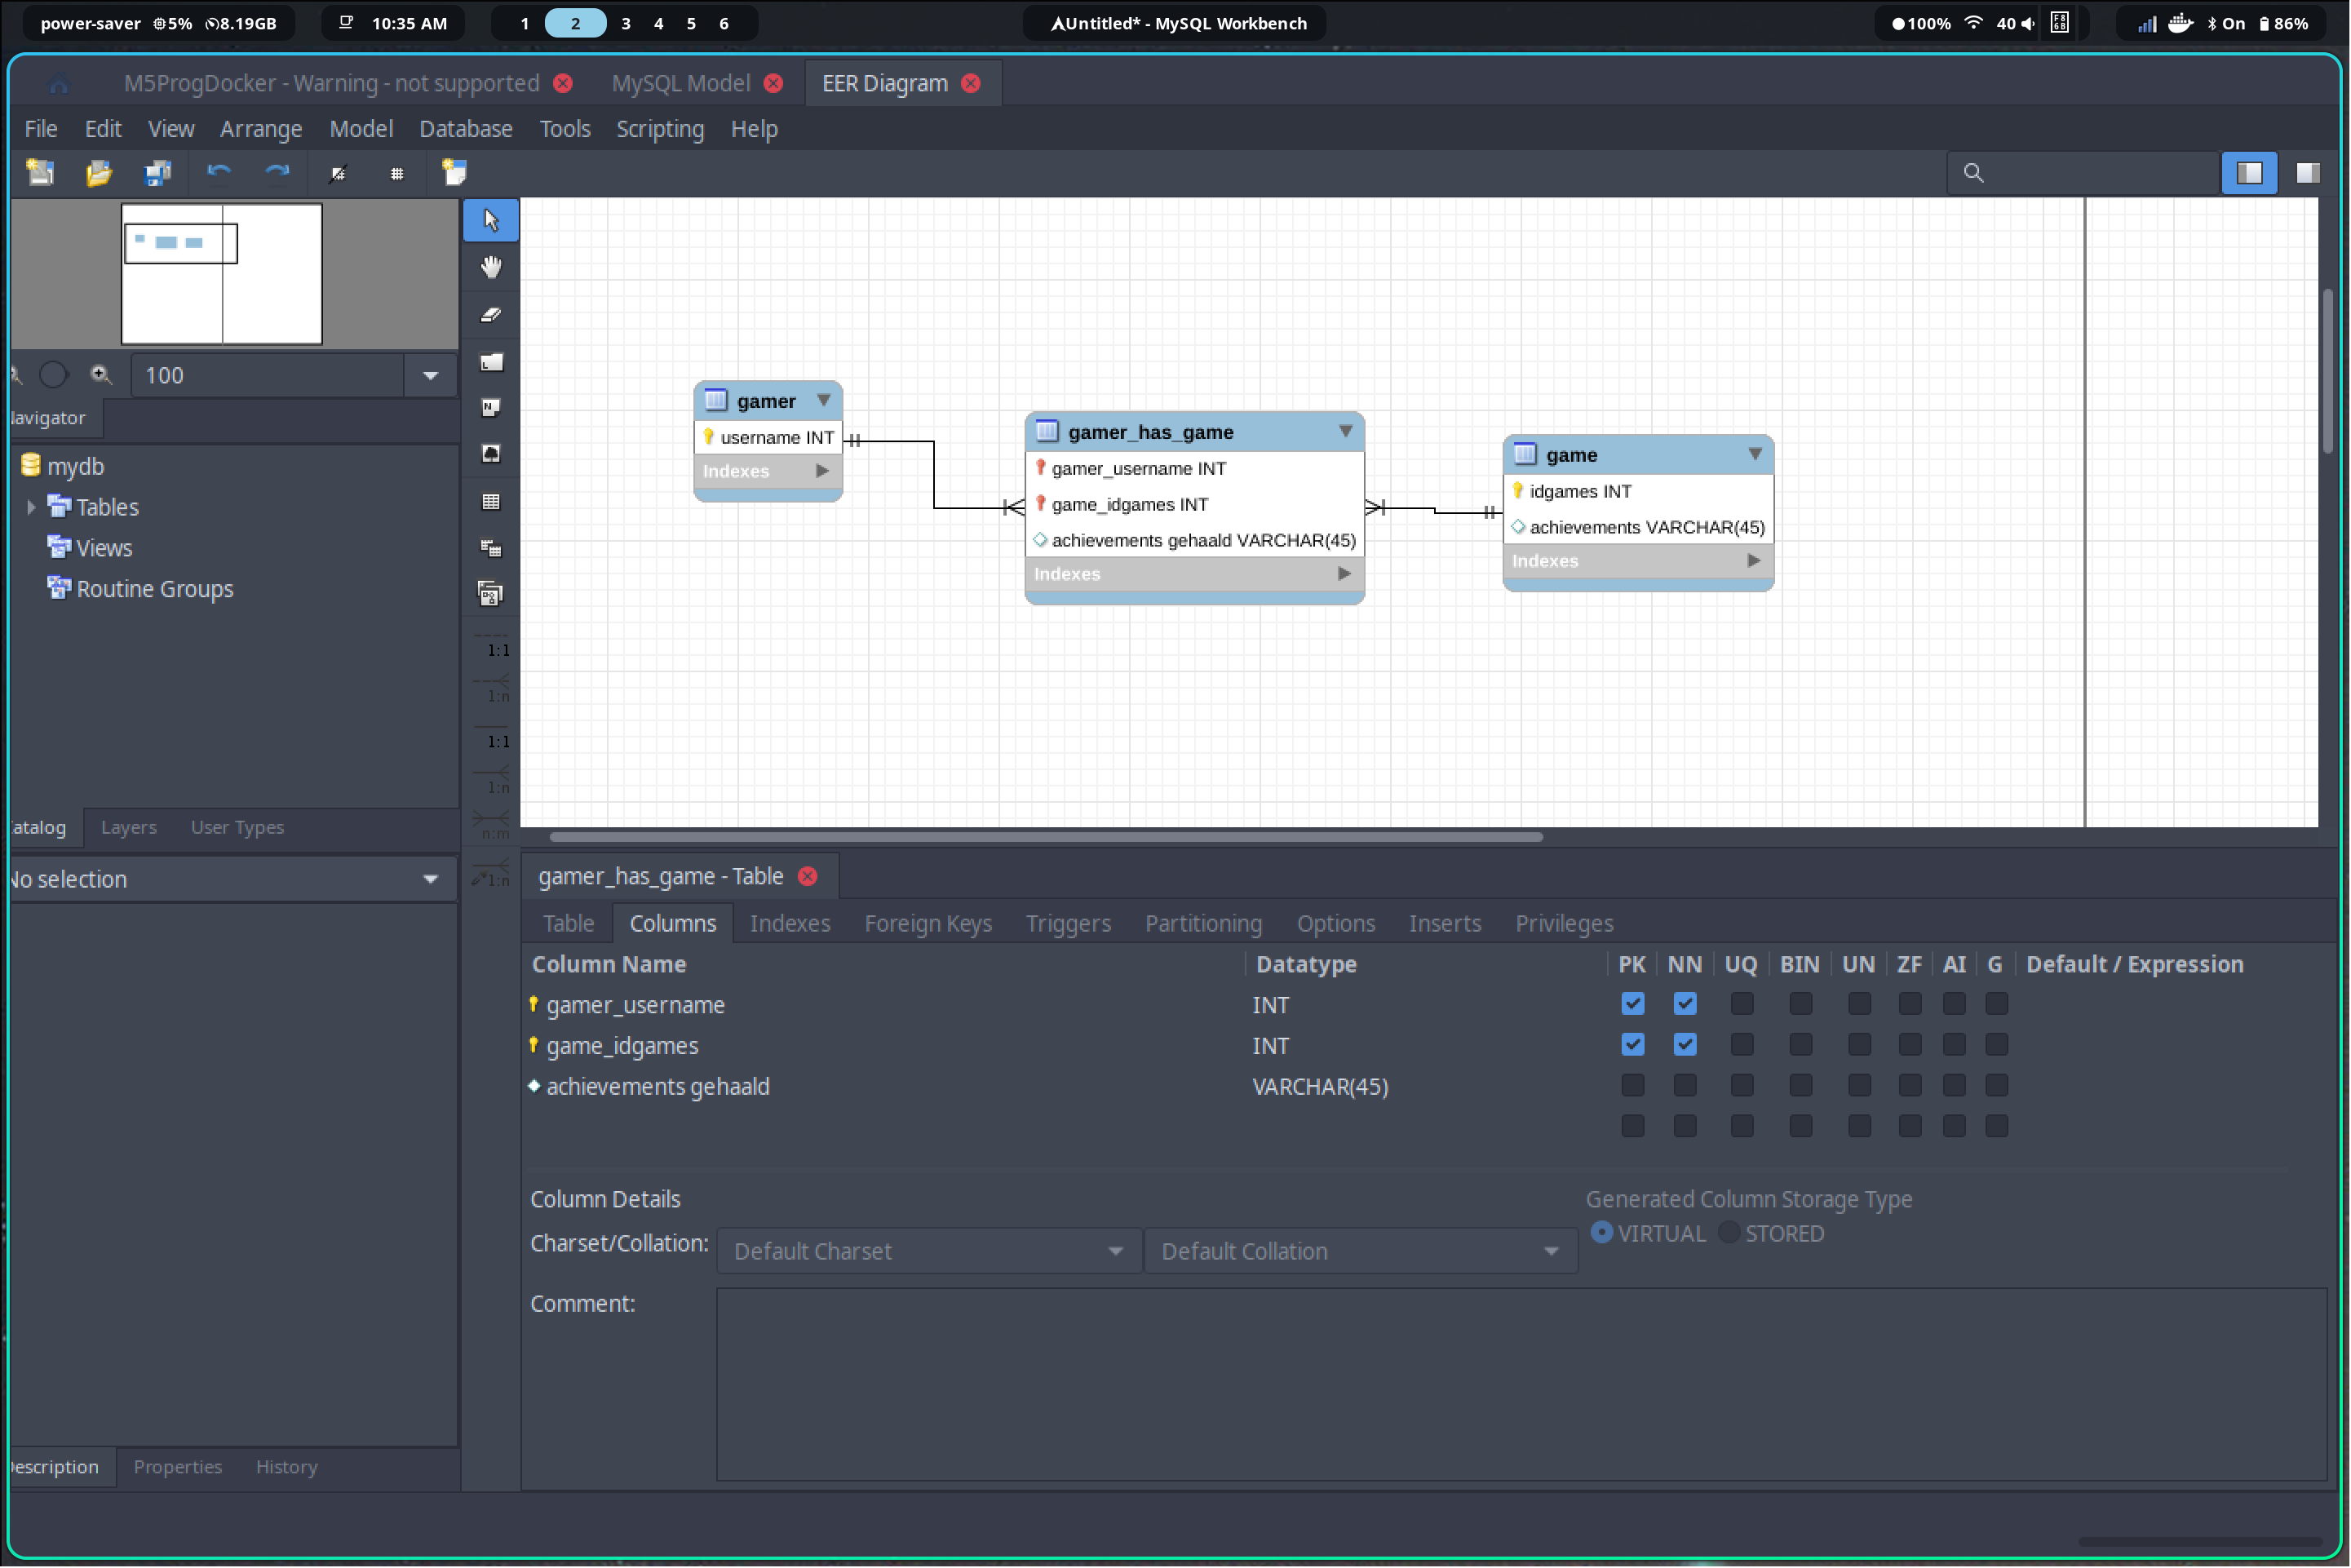 power-saver 5% 8.19GB 10:35 AM 1 2 3 4 5 6 Untitled* - MySQL Workbench 100% 40 On 86%
M5ProgDocker - Warning - not supported MySQL Model EER Diagram
File Edit View Arrange Model Database Tools Scripting Help
100
avigator
mydb
Tables
Views
Routine Groups
atalog Layers User Types
No selection
escription Properties History
1:1
1:n
1:1
1:n
n:m
1:n
gamer
username INT
Indexes
gamer_has_game
gamer_username INT
game_idgames INT
achievements gehaald VARCHAR(45)
Indexes
game
idgames INT
achievements VARCHAR(45)
Indexes
gamer_has_game - Table
Table Columns Indexes Foreign Keys Triggers Partitioning Options Inserts Privileges
Column Name Datatype PK NN UQ BIN UN ZF AI G Default / Expression
gamer_username INT
game_idgames INT
achievements gehaald VARCHAR(45)
Column Details Generated Column Storage Type
Charset/Collation: Default Charset Default Collation VIRTUAL STORED
Comment: